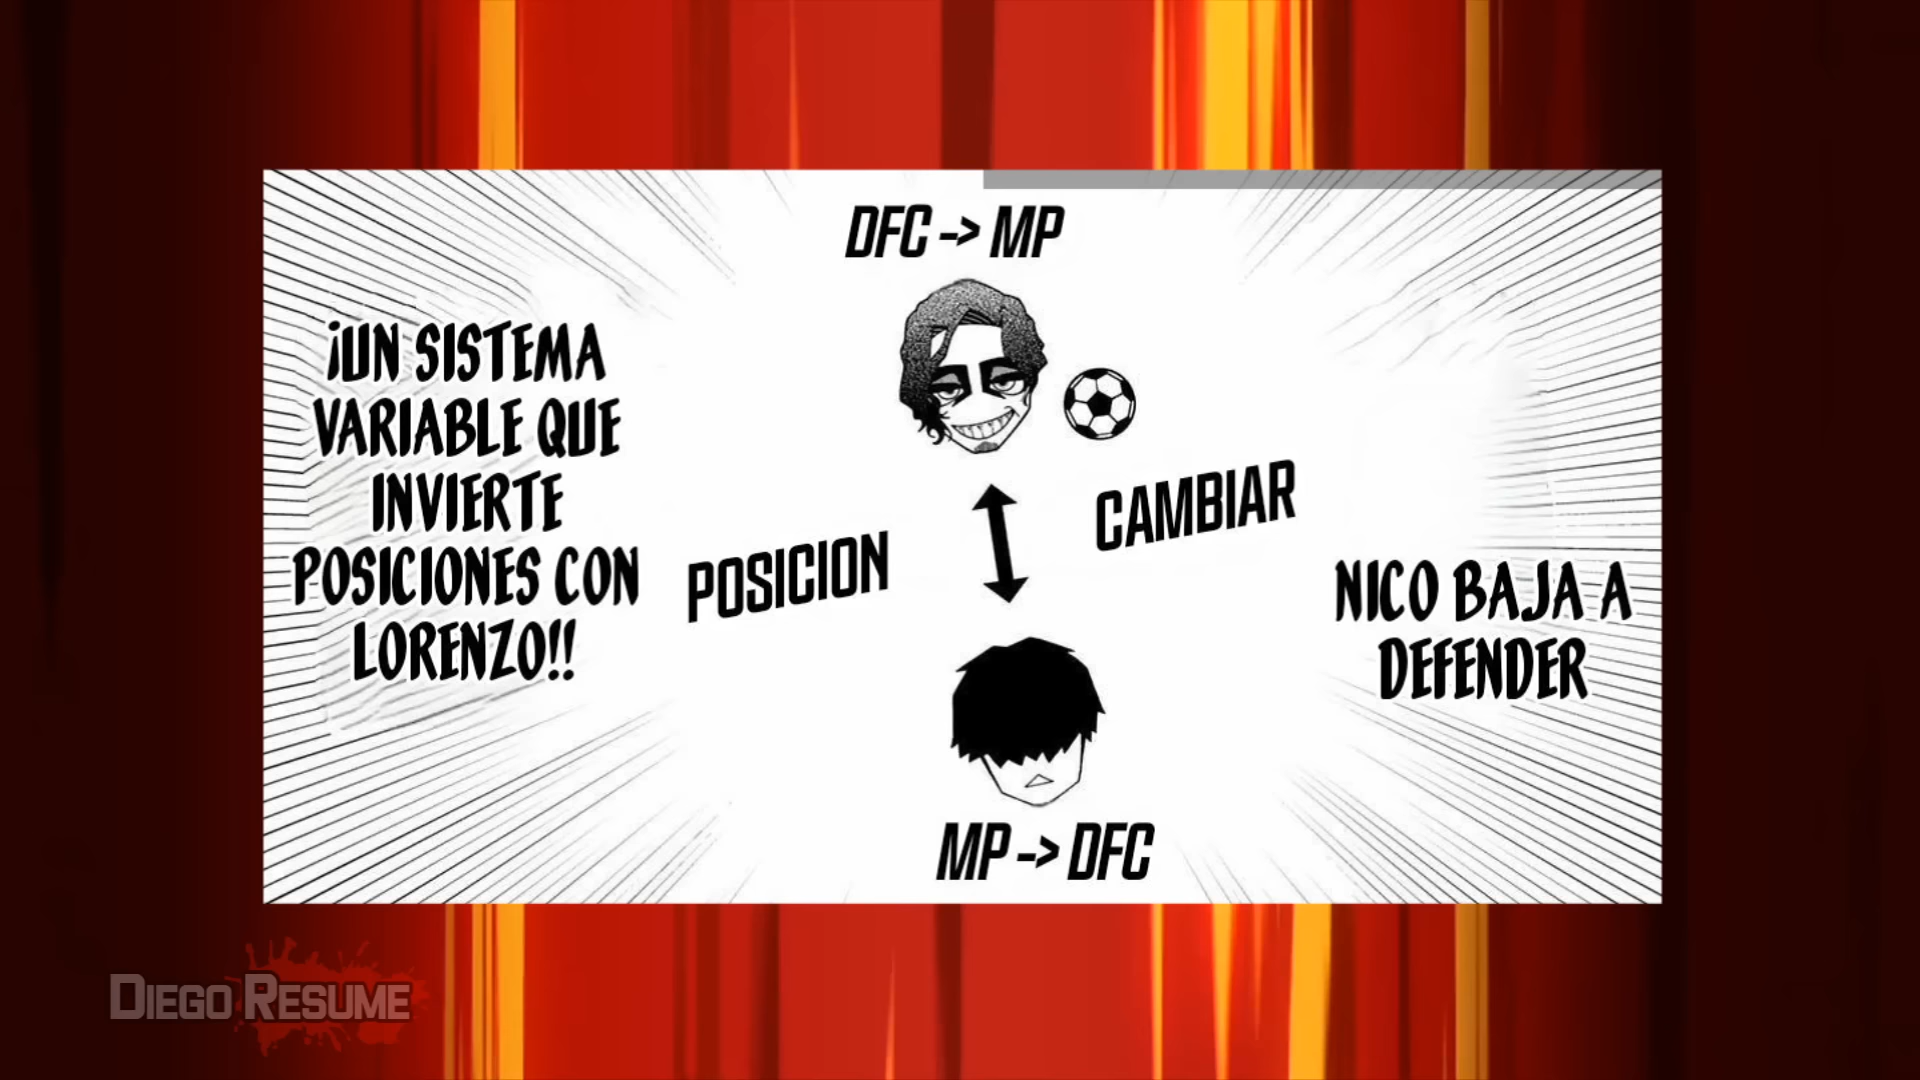 DFC -> MP
¡UN SISTEMA
VARIABLE QUE
INVIERTE
POSICIONES CON
LORENZO!!
POSICION
CAMBIAR
NICO BAJA A
DEFENDER
MP -> DFC
DIEGO RESUME